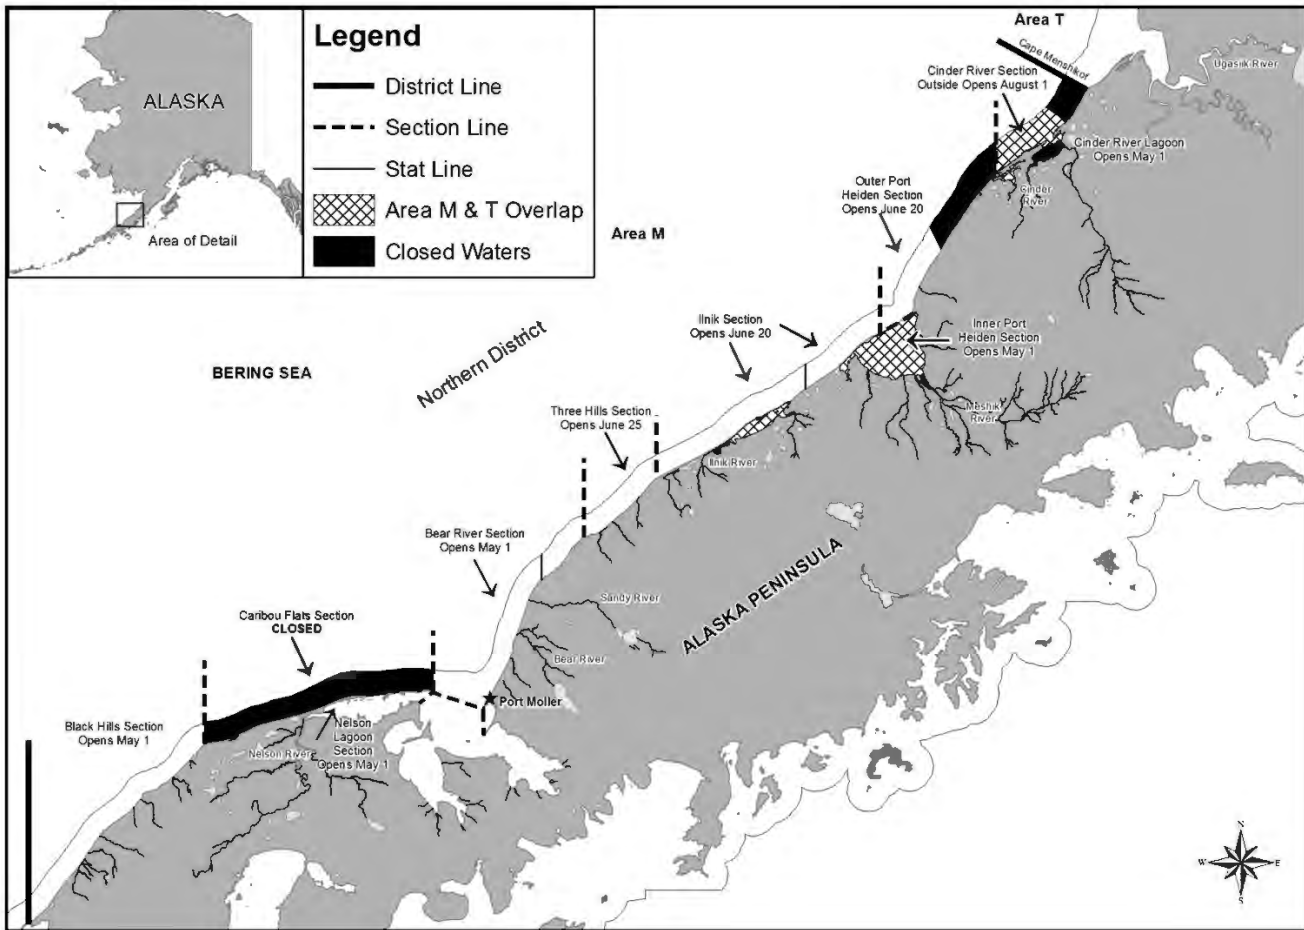 ALASKA
Area of Detail
Legend
District Line
Section Line
Stat Line
Area M & T Overlap
Closed Waters
Area T
Cape Menshikof
Ugasik River
Cinder River Section
Outside Opens August 1
Cinder River Lagoon
Opens May 1
Cinder
River
Outer Port
Heiden Section
Opens June 20
Area M
Inner Port
Heiden Section
Opens May 1
Meshik
River
Ilnik Section
Opens June 20
Northern District
BERING SEA
Three Hills Section
Opens June 25
Ilnik River
Bear River Section
Opens May 1
Sandy River
ALASKA PENINSULA
Bear River
Caribou Flats Section
CLOSED
Port Moller
Black Hills Section
Opens May 1
Nelson River
Nelson
Lagoon
Section
Opens May 1
N
W
E
S